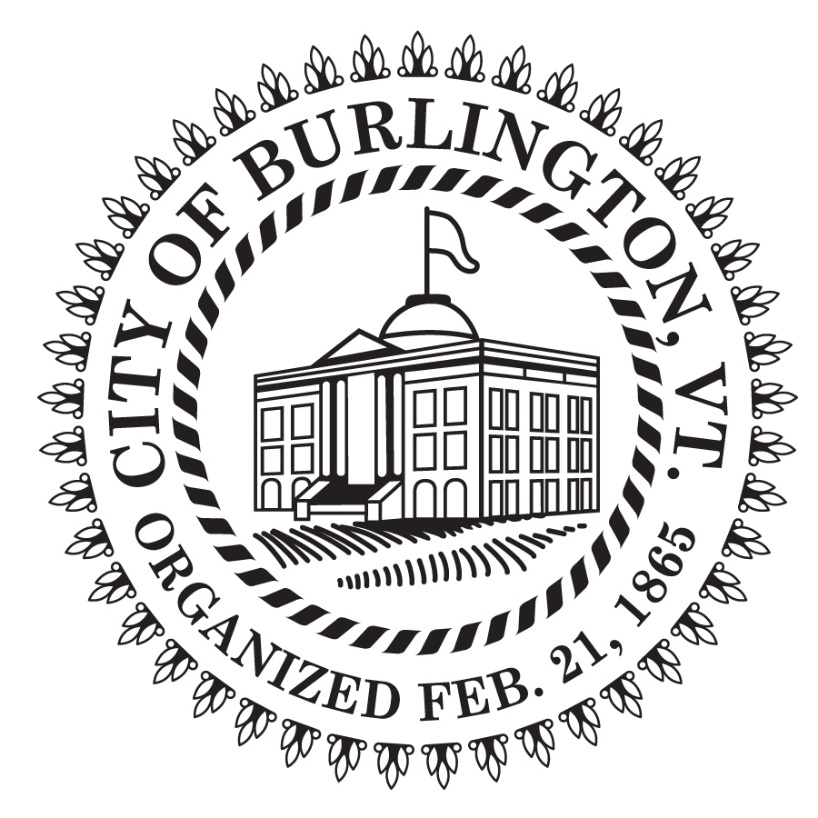 CITY OF BURLINGTON, VT.
ORGANIZED FEB. 21, 1865